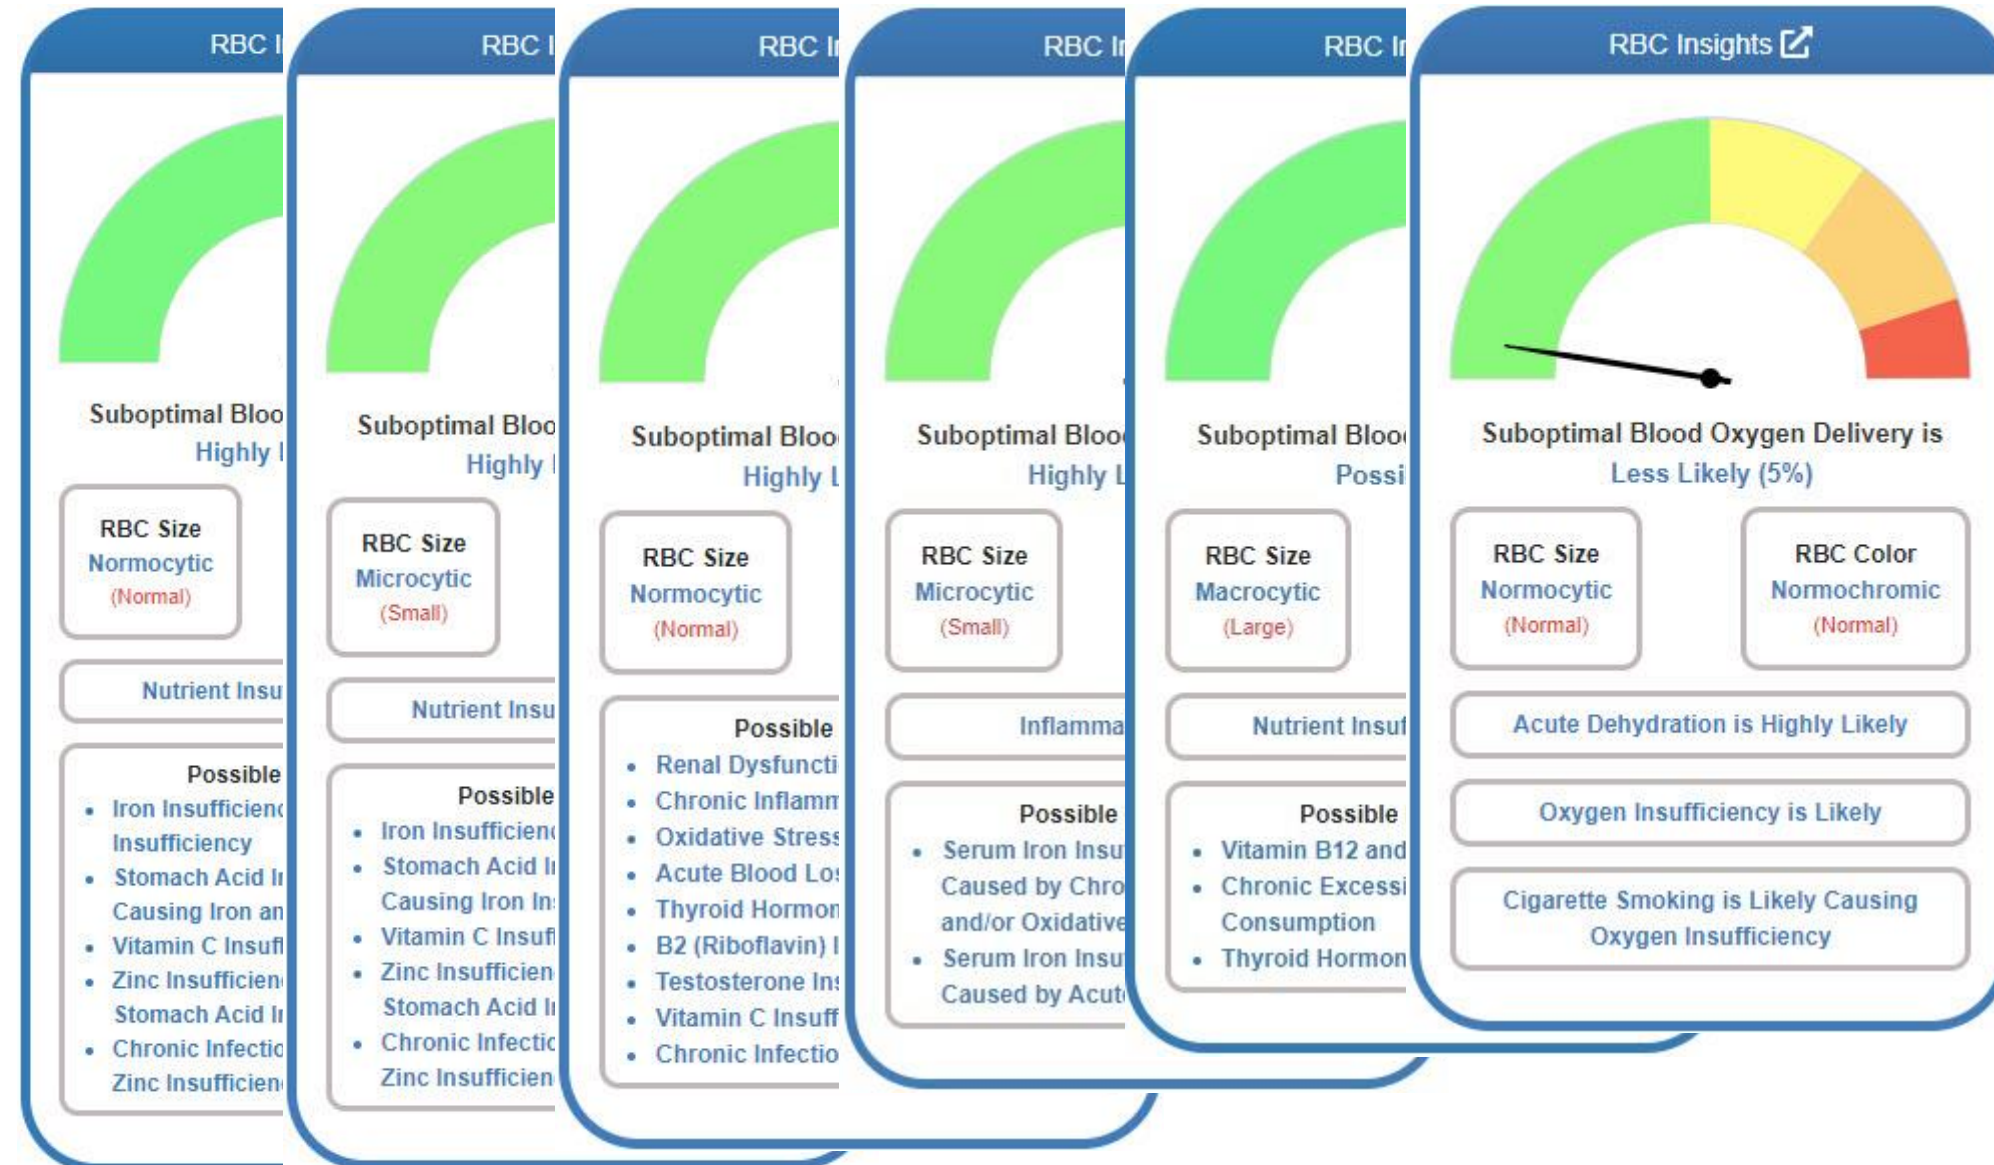 RBC I
Suboptimal Bloo
Highly
RBC Size
Normocytic
(Normal)
Nutrient Insu
Possible
• Iron Insufficienc
Insufficiency
• Stomach Acid I
Causing Iron an
• Vitamin C Insuff
• Zinc Insufficien
Stomach Acid I
• Chronic Infectio
Zinc Insufficien
RBC I
Suboptimal Bloo
Highly
RBC Size
Microcytic
(Small)
Nutrient Insu
Possible
• Iron Insufficienc
• Stomach Acid I
Causing Iron In
• Vitamin C Insuf
• Zinc Insufficien
Stomach Acid I
• Chronic Infectio
Zinc Insufficien
RBC I
Suboptimal Bloo
Highly L
RBC Size
Normocytic
(Normal)
Possible
• Renal Dysfuncti
• Chronic Inflamm
• Oxidative Stress
• Acute Blood Los
• Thyroid Hormon
• B2 (Riboflavin) I
• Testosterone Ins
• Vitamin C Insuff
• Chronic Infectio
RBC I
Suboptimal Blood
Highly L
RBC Size
Microcytic
(Small)
Inflamma
Possible
• Serum Iron Insu
Caused by Chro
and/or Oxidative
• Serum Iron Insu
Caused by Acut
RBC I
Suboptimal Blood
Possi
RBC Size
Macrocytic
(Large)
Nutrient Insuf
Possible
• Vitamin B12 and
• Chronic Excessi
Consumption
• Thyroid Hormon
RBC Insights
Suboptimal Blood Oxygen Delivery is
Less Likely (5%)
RBC Size
Normocytic
(Normal)
RBC Color
Normochromic
(Normal)
Acute Dehydration is Highly Likely
Oxygen Insufficiency is Likely
Cigarette Smoking is Likely Causing
Oxygen Insufficiency